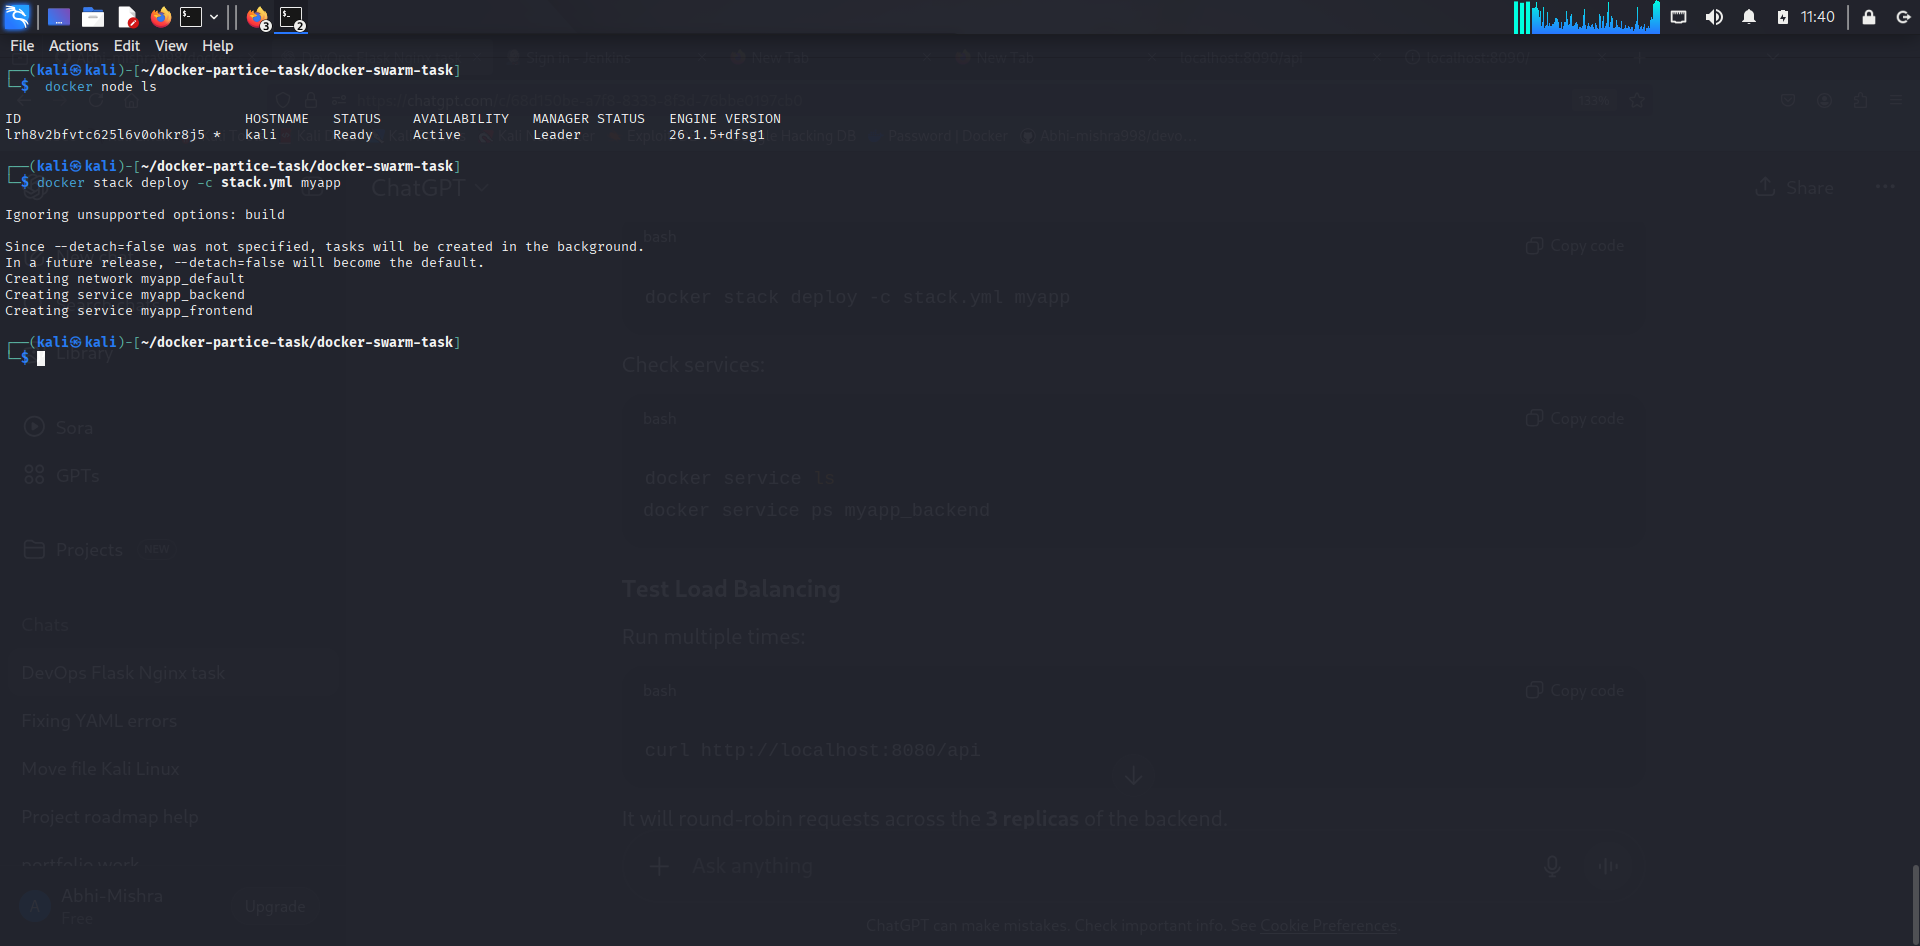 11:40
File Actions Edit View Help
(kali㉿kali)-[~/docker-partice-task/docker-swarm-task]
$ docker node ls
ID HOSTNAME STATUS AVAILABILITY MANAGER STATUS ENGINE VERSION
lrh8v2bfvtc625l6v0ohkr8j5 * kali Ready Active Leader 26.1.5+dfsg1
(kali㉿kali)-[~/docker-partice-task/docker-swarm-task]
$ docker stack deploy -c stack.yml myapp
Ignoring unsupported options: build
Since --detach=false was not specified, tasks will be created in the background.
In a future release, --detach=false will become the default.
Creating network myapp_default
Creating service myapp_backend
Creating service myapp_frontend
(kali㉿kali)-[~/docker-partice-task/docker-swarm-task]
$
Sign in - Jenkins
New Tab
New Tab
localhost:8090/api
localhost:8090/
133%
Hacking DB
Password | Docker
Abhi-mishra998/devo...
ChatGPT
Share
bash
Copy code
docker stack deploy -c stack.yml myapp
Library
Check services:
bash
Copy code
Sora
GPTs
docker service ls
docker service ps myapp_backend
Projects NEW
Test Load Balancing
Chats
Run multiple times:
DevOps Flask Nginx task
bash
Copy code
Fixing YAML errors
curl http://localhost:8080/api
Move file Kali Linux
Project roadmap help
It will round-robin requests across the 3 replicas of the backend.
portfolio work
Ask anything
A
Abhi-Mishra
Free
Upgrade
ChatGPT can make mistakes. Check important info. See Cookie Preferences.